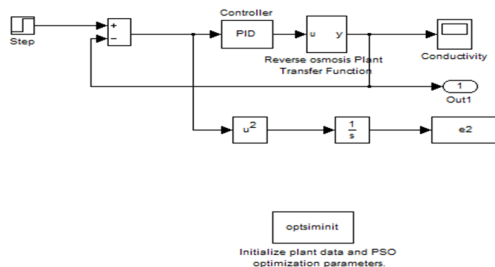 Controller
+
−
PID
u y
Step
Reverse osmosis Plant
Transfer Function
Conductivity
1
Out1
u2
1
s
e2
optsiminit
Initialize plant data and PSO
optimization parameters.